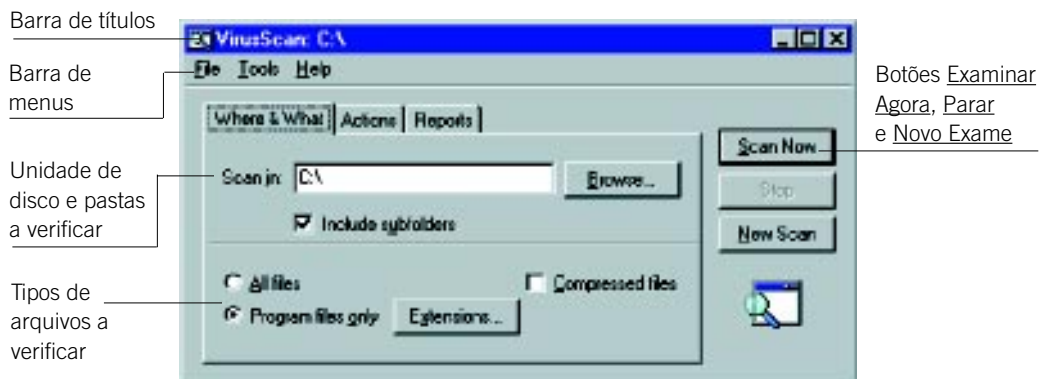 Barra de títulos
Barra de
menus
Unidade de
disco e pastas
a verificar
Tipos de
arquivos a
verificar
VirusScan: C:\
File Tools Help
Where & What Actions Reports
Scan in: C:\ Browse...
Include subfolders
All files Compressed files
Program files only Extensions...
Scan Now
Stop
New Scan
Botões Examinar
Agora, Parar
e Novo Exame